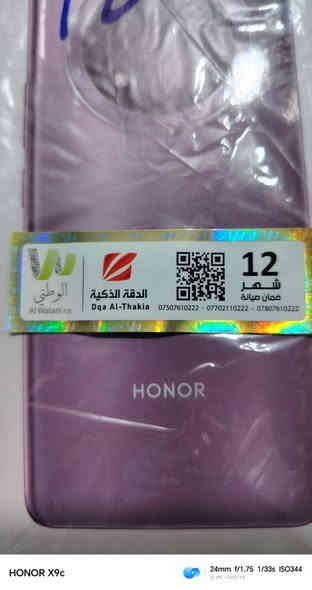 الوطني
Al Watani
الدقة الذكية
Dqa Al-Thakia
12
شهر
ضمان صيانة
07507610222 - 07702110222 - 07807610222
HONOR
HONOR X9c
24mm f/1.75 1/33s ISO344